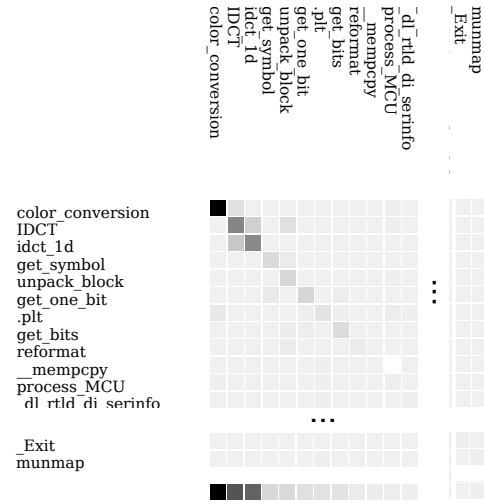 color_conversion
IDCT
idct_1d
get_symbol
unpack_block
get_one_bit
.plt
get_bits
reformat
__mempcpy
process_MCU
_dl_rtld_di_serinfo
_Exit
munmap
color_conversion
IDCT
idct_1d
get_symbol
unpack_block
get_one_bit
.plt
get_bits
reformat
__mempcpy
process_MCU
_dl_rtld_di_serinfo
...
...
_Exit
munmap